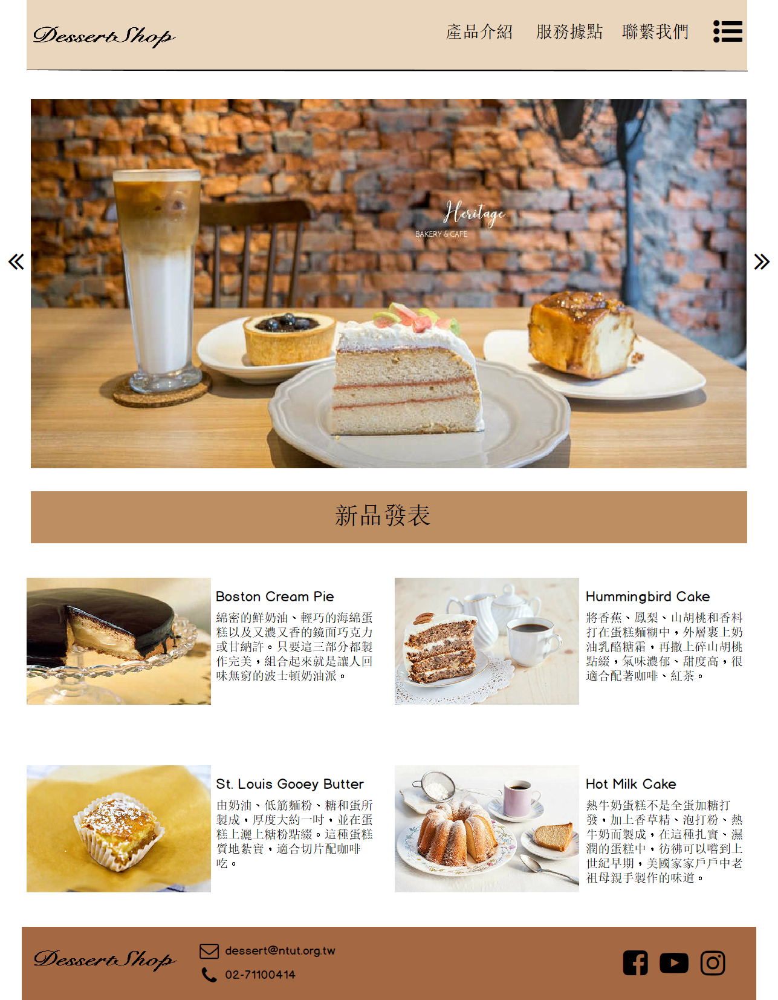 DessertShop
產品介紹 服務據點 聯繫我們
Heritage
BAKERY & CAFE
新品發表
Boston Cream Pie
綿密的鮮奶油、輕巧的海綿蛋
糕以及又濃又香的鏡面巧克力
或甘納許。只要這三部分都製
作完美，組合起來就是讓人回
味無窮的波士頓奶油派。
Hummingbird Cake
將香蕉、鳳梨、山胡桃和香料
打在蛋糕麵糊中，外層裹上奶
油乳酪糖霜，再撒上碎山胡桃
點綴，氣味濃郁、甜度高，很
適合配著咖啡、紅茶。
St. Louis Gooey Butter
由奶油、低筋麵粉、糖和蛋所
製成，厚度大約一吋，並在蛋
糕上灑上糖粉點綴。這種蛋糕
質地紮實，適合切片配咖啡
吃。
Hot Milk Cake
熱牛奶蛋糕不是全蛋加糖打
發，加上香草精、泡打粉、熱
牛奶而製成，在這種扎實、濕
潤的蛋糕中，彷彿可以嚐到上
世紀早期，美國家家戶戶中老
祖母親手製作的味道。
DessertShop
dessert@ntut.org.tw
02-71100414